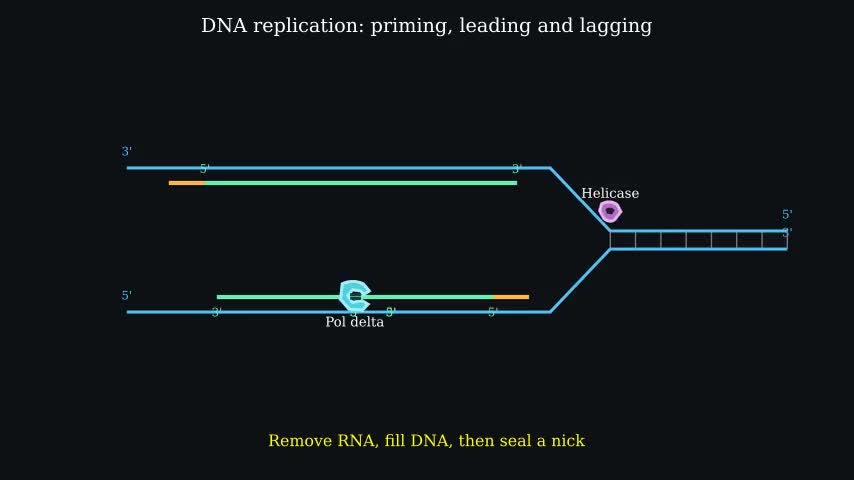 DNA replication: priming, leading and lagging
3'
5'
3'
Helicase
5'
3'
5'
3'
3'
5'
Pol delta
Remove RNA, fill DNA, then seal a nick